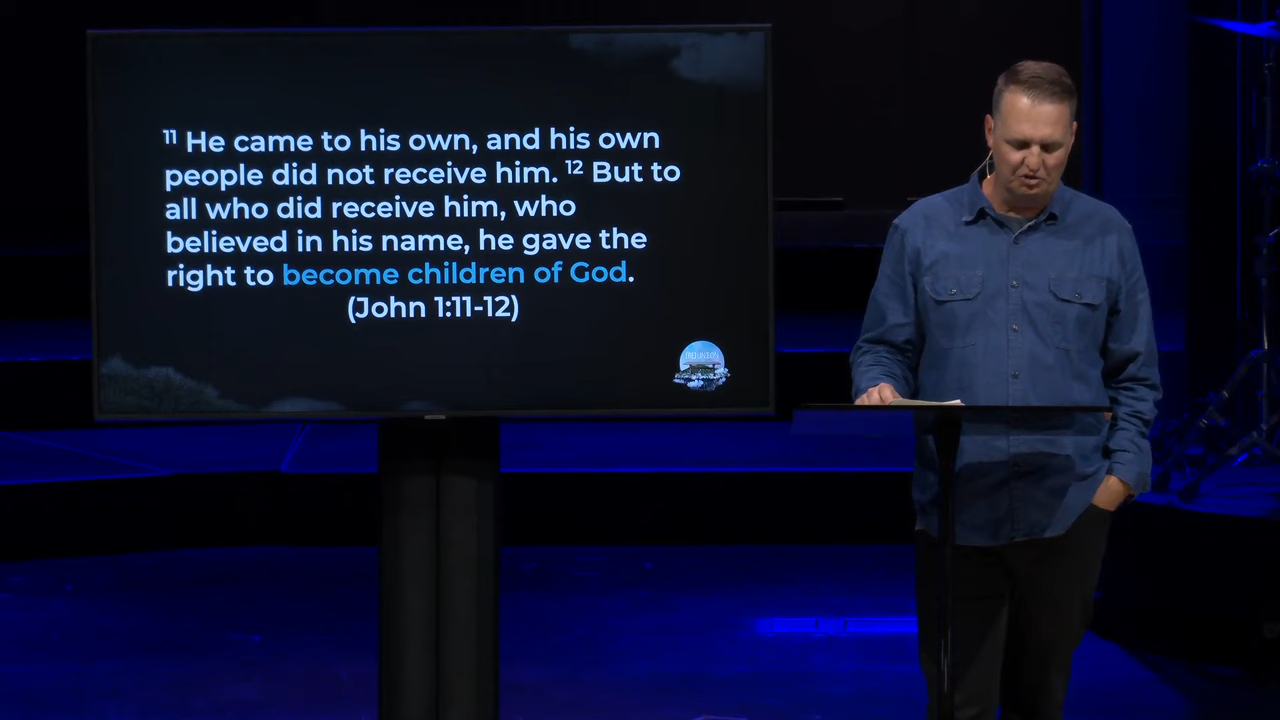 ¹¹ He came to his own, and his own
people did not receive him. ¹² But to
all who did receive him, who
believed in his name, he gave the
right to become children of God.
(John 1:11-12)